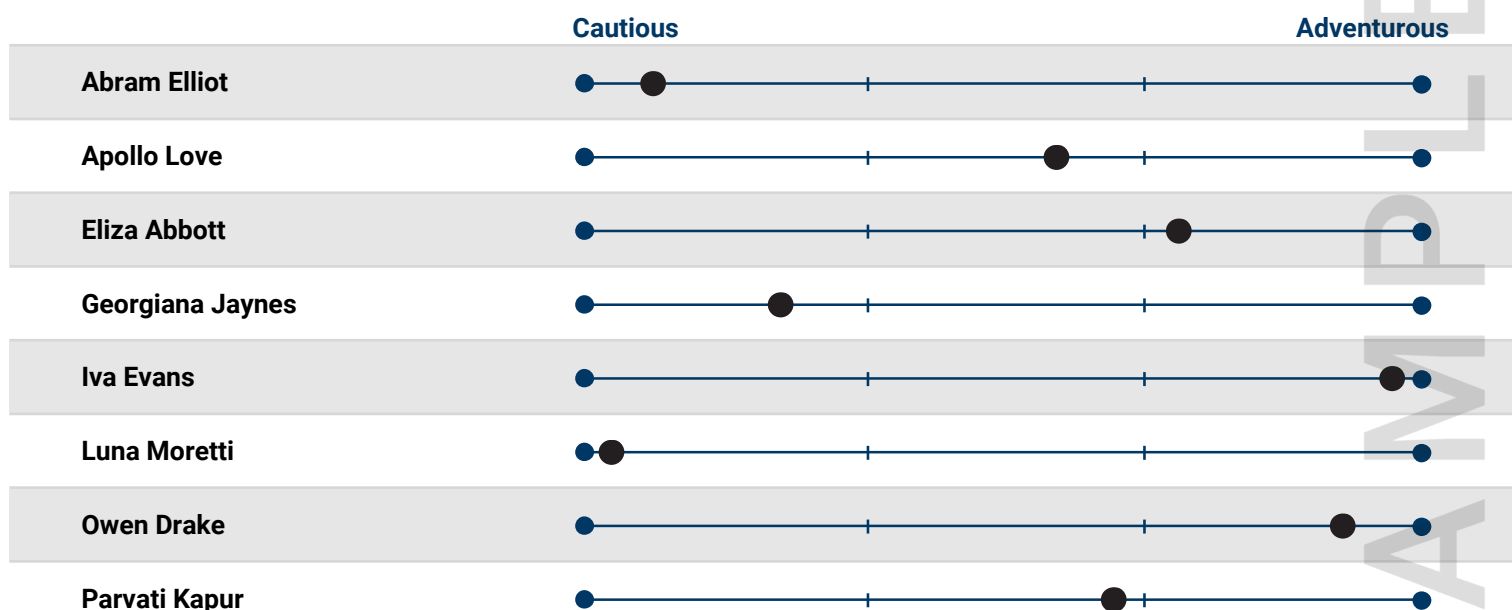 Cautious Adventurous
Abram Elliot
Apollo Love
Eliza Abbott
Georgiana Jaynes
Iva Evans
Luna Moretti
Owen Drake
Parvati Kapur
A M P L E